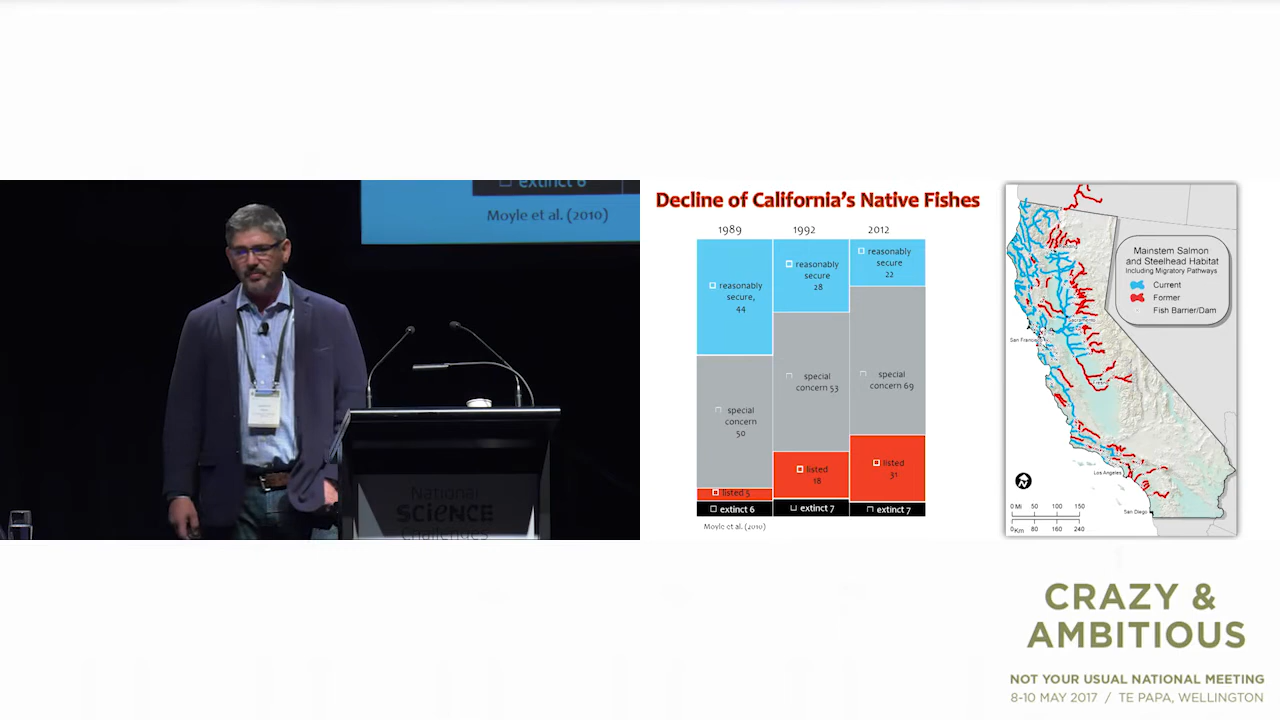 extinct 6
Moyle et al. (2010)
National
SCIENCE
Challenges
Decline of California's Native Fishes
1989
1992
2012
reasonably
secure,
44
reasonably
secure
28
reasonably
secure
22
special
concern
50
special
concern 53
special
concern 69
listed 5
listed
18
listed
31
extinct 6
extinct 7
extinct 7
Moyle et al. (2010)
Mainstem Salmon
and Steelhead Habitat
Including Migratory Pathways
Current
Former
Fish Barrier/Dam
Sacramento
San Francisco
Fresno
Los Angeles
San Diego
0 Mi 50 100 150
0 Km 80 160 240
CRAZY &
AMBITIOUS
NOT YOUR USUAL NATIONAL MEETING
8-10 MAY 2017 / TE PAPA, WELLINGTON